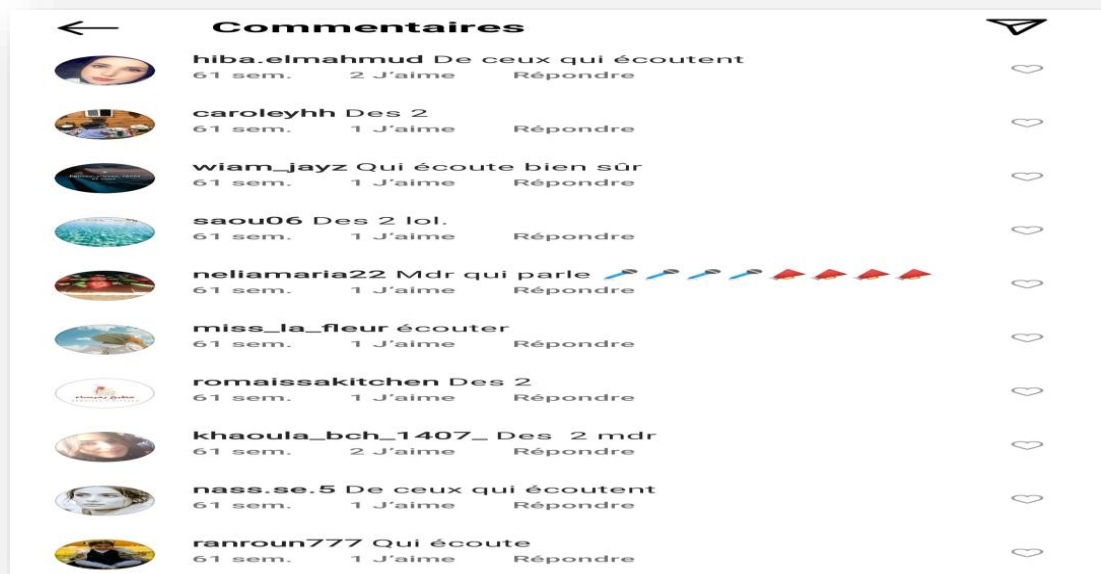 Commentaires
hiba.elmahmud De ceux qui écoutent
61 sem. 2 J'aime Répondre
caroleyhh Des 2
61 sem. 1 J'aime Répondre
wiam_jayz Qui écoute bien sûr
61 sem. 1 J'aime Répondre
saou06 Des 2 lol.
61 sem. 1 J'aime Répondre
neliamaria22 Mdr qui parle 🎤🎤🎤🎤📣📣📣📣
61 sem. 1 J'aime Répondre
miss_la_fleur écouter
61 sem. 1 J'aime Répondre
romaissakitchen Des 2
61 sem. 1 J'aime Répondre
khaoula_bch_1407_ Des 2 mdr
61 sem. 2 J'aime Répondre
nass.se.5 De ceux qui écoutent
61 sem. 1 J'aime Répondre
ranroun777 Qui écoute
61 sem. 1 J'aime Répondre